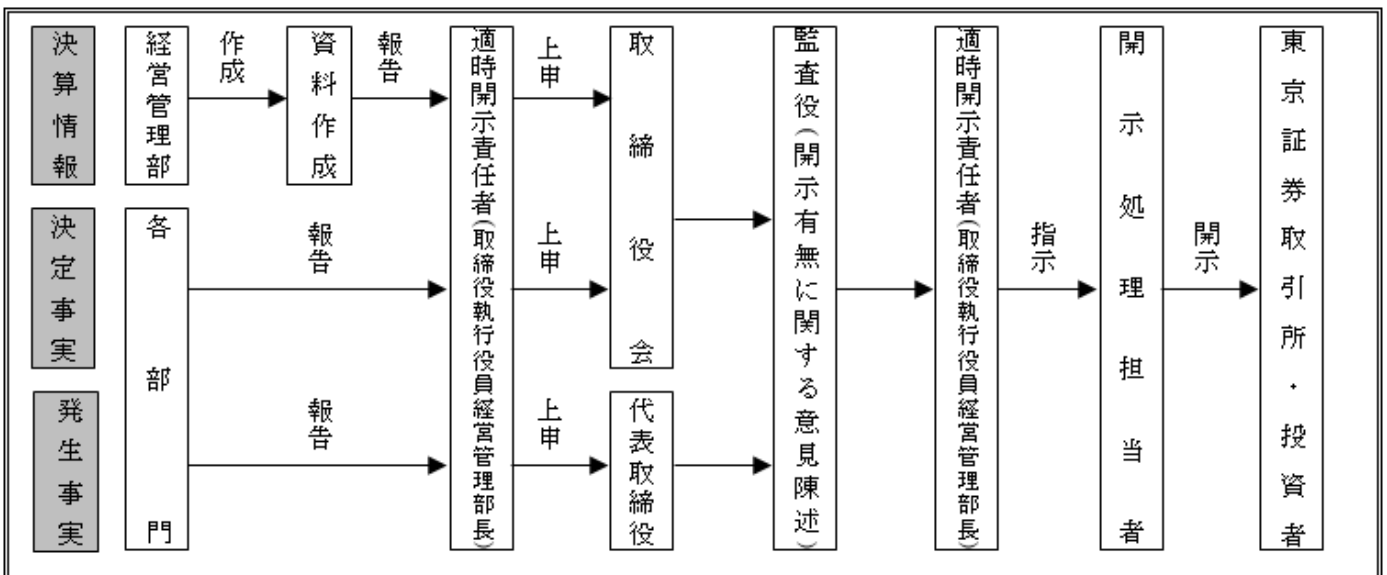 決算情報
経営管理部
作成
資料作成
報告
適時開示責任者(取締役執行役員経営管理部長)
上申
取締役会
監査役(開示有無に関する意見陳述)
適時開示責任者(取締役執行役員経営管理部長)
指示
開示処理担当者
開示
東京証券取引所・投資者
決定事実
各部門
報告
上申
発生事実
報告
上申
代表取締役